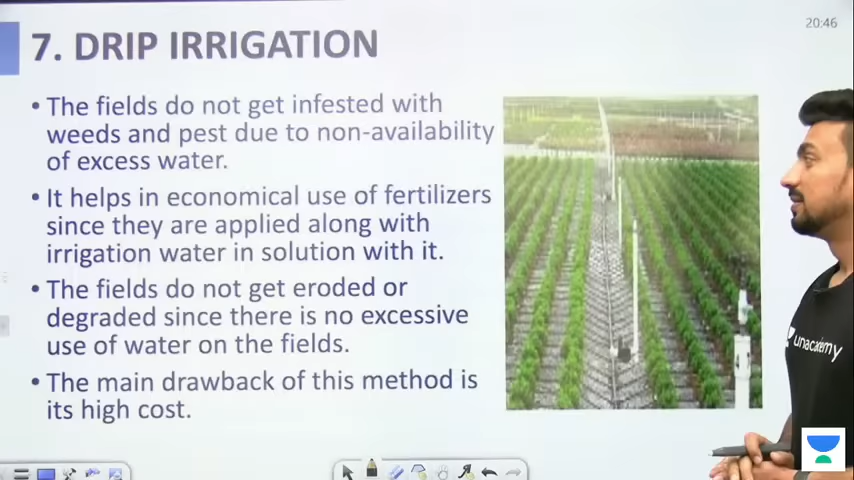 20:46
7. DRIP IRRIGATION
• The fields do not get infested with
weeds and pest due to non-availability
of excess water.
• It helps in economical use of fertilizers
since they are applied along with
irrigation water in solution with it.
• The fields do not get eroded or
degraded since there is no excessive
use of water on the fields.
• The main drawback of this method is
its high cost.
unacademy